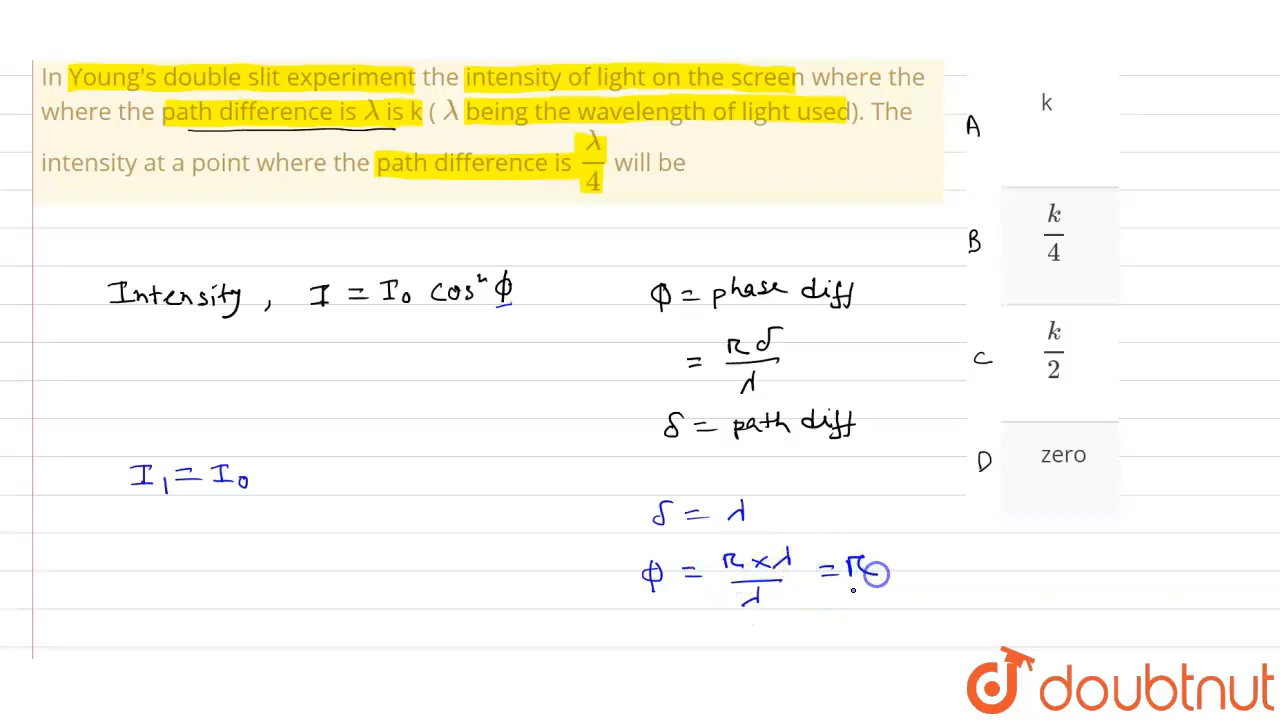 In Young's double slit experiment the intensity of light on the screen where the
where the path difference is λ is k ( λ being the wavelength of light used). The
intensity at a point where the path difference is λ/4 will be
A k
B k/4
C k/2
D zero
Intensity, I = I₀ cos² ϕ
ϕ = phase diff
= πδ/λ
δ = path diff
I₁ = I₀
δ = λ
ϕ = π×λ/λ = π
doubtnut